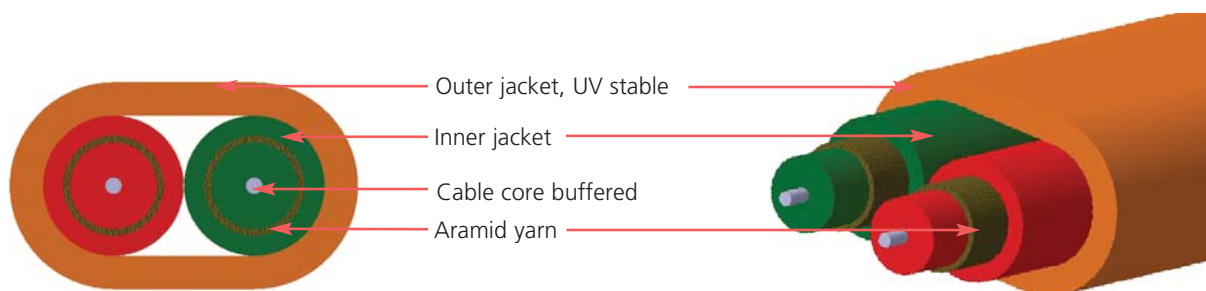 Outer jacket, UV stable
Inner jacket
Cable core buffered
Aramid yarn